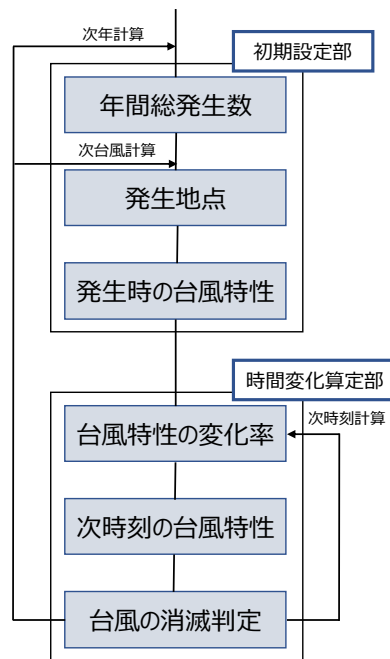 次年計算
初期設定部
年間総発生数
次台風計算
発生地点
発生時の台風特性
時間変化算定部
台風特性の変化率
次時刻計算
次時刻の台風特性
台風の消滅判定